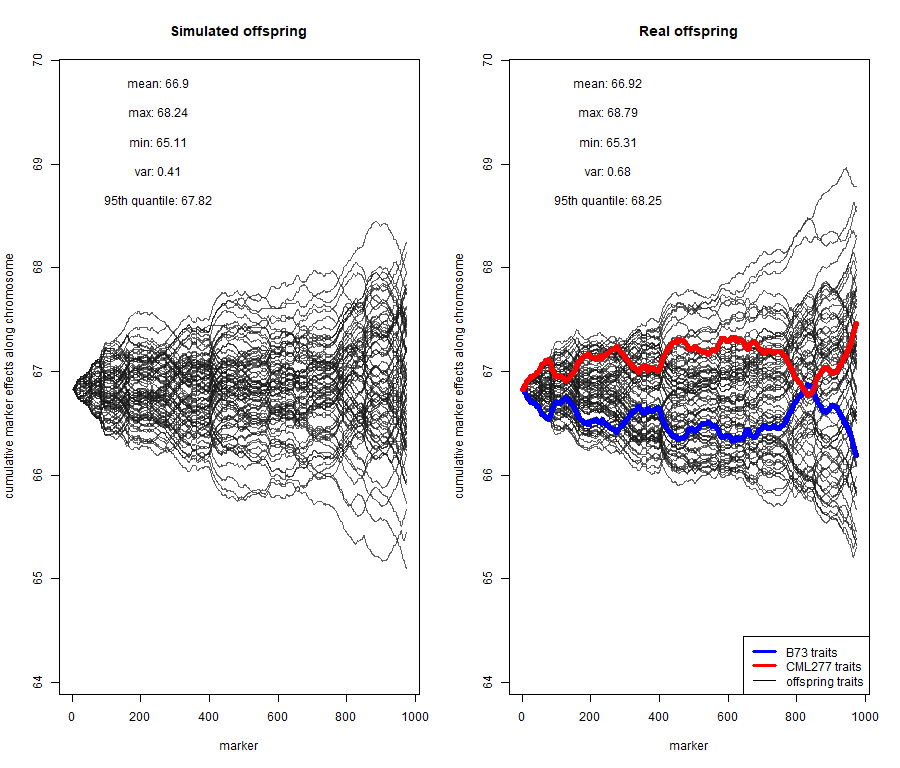 Simulated offspring
cumulative marker effects along chromosome
70
69
68
67
66
65
64
mean: 66.9
max: 68.24
min: 65.11
var: 0.41
95th quantile: 67.82
0 200 400 600 800 1000
marker
Real offspring
cumulative marker effects along chromosome
70
69
68
67
66
65
64
mean: 66.92
max: 68.79
min: 65.31
var: 0.68
95th quantile: 68.25
B73 traits
CML277 traits
offspring traits
0 200 400 600 800 1000
marker